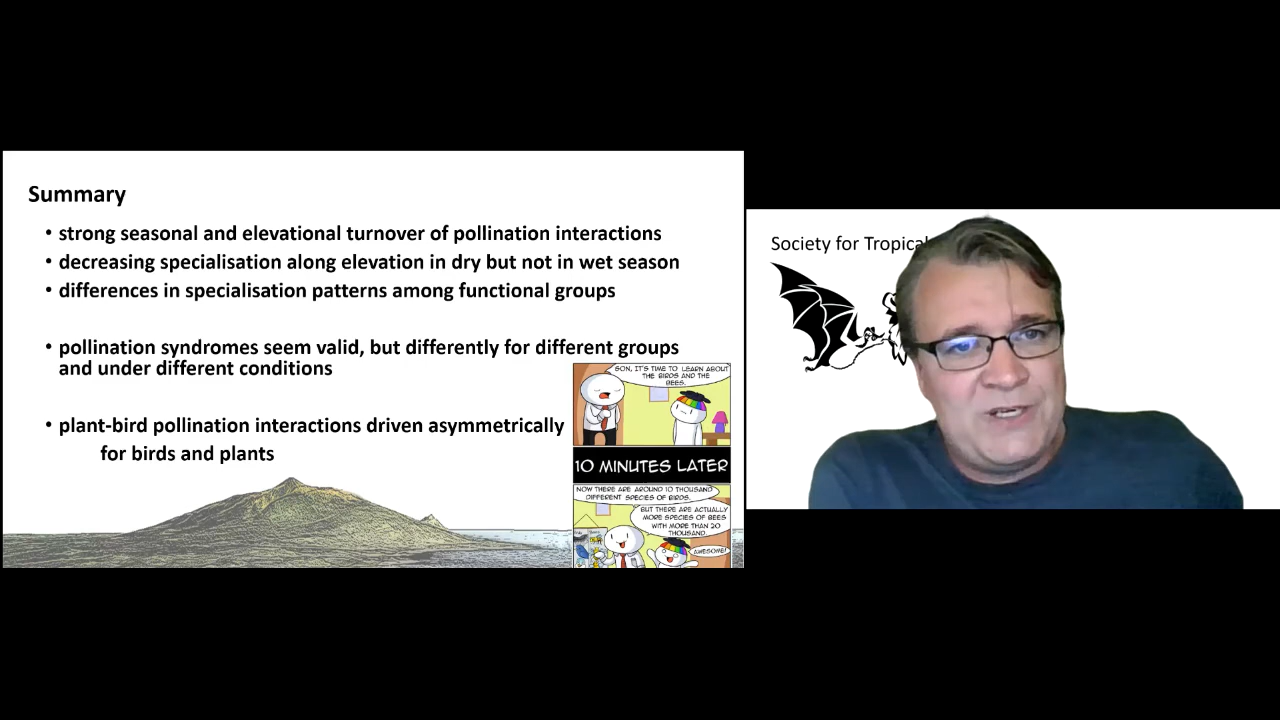 Summary
• strong seasonal and elevational turnover of pollination interactions
• decreasing specialisation along elevation in dry but not in wet season
• differences in specialisation patterns among functional groups
• pollination syndromes seem valid, but differently for different groups
and under different conditions
• plant-bird pollination interactions driven asymmetrically
for birds and plants
SON, IT'S TIME TO LEARN ABOUT
THE BIRDS AND THE
BEES.
10 MINUTES LATER
NOW THERE ARE AROUND 10 THOUSAND
DIFFERENT SPECIES OF BIRDS.
BUT THERE ARE ACTUALLY
MORE SPECIES OF BEES
WITH MORE THAN 20
THOUSAND.
AWESOME!
Society for Tropical